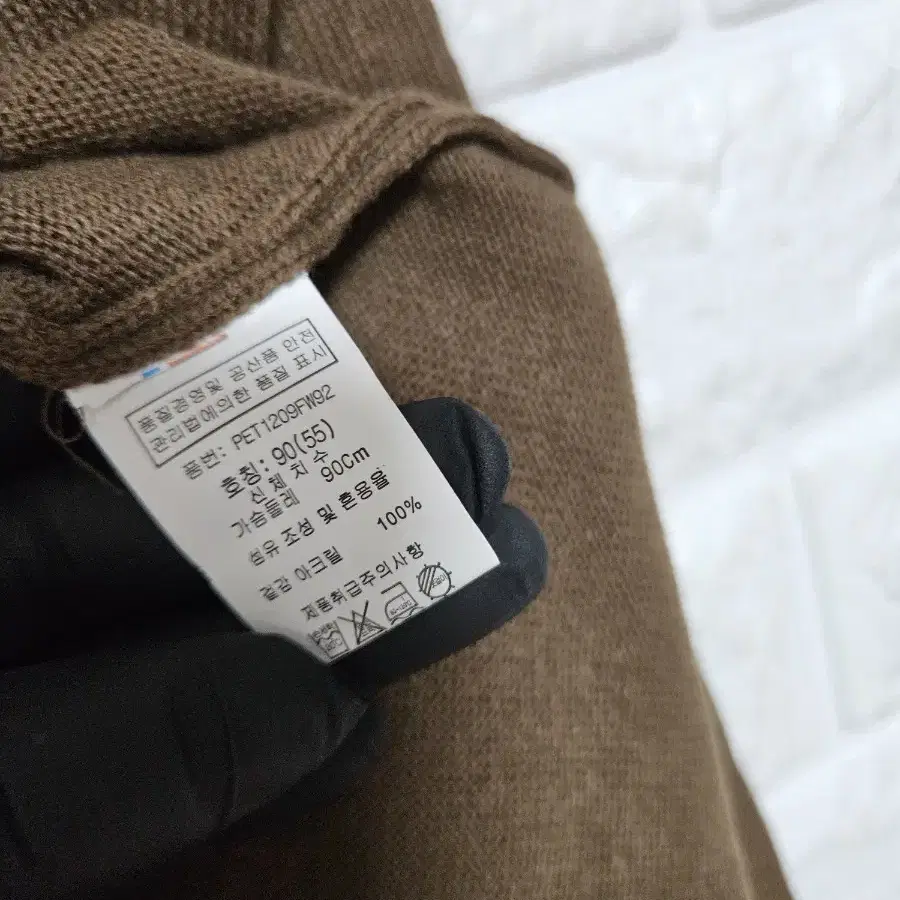 품질경영및 공산품 안전
관리법에의한 품질 표시
품번: PET1209FW92
호칭: 90(55)
신체치수
가슴둘레 90Cm
섬유 조성 및 혼용율
겉감 아크릴 100%
제품취급주의사항